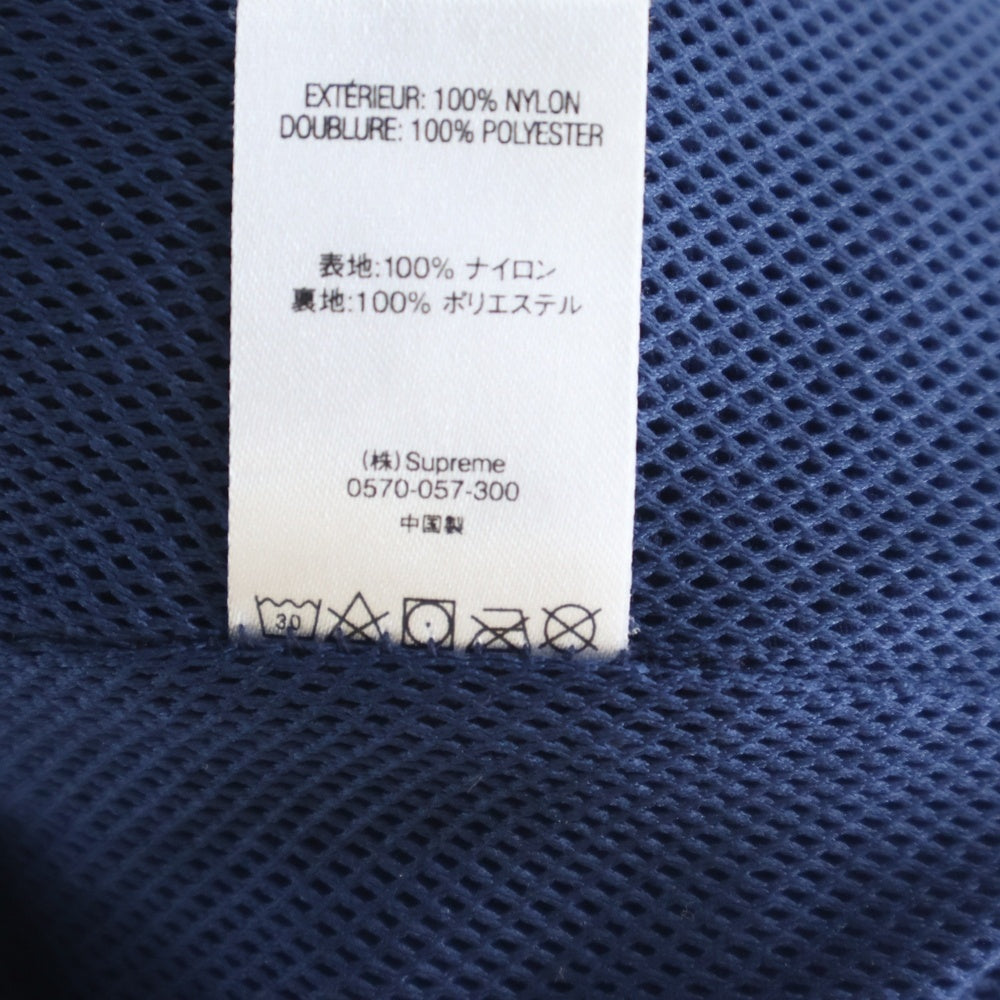 EXTÉRIEUR: 100% NYLON
DOUBLURE: 100% POLYESTER
表地:100% ナイロン
裏地:100% ポリエステル
(株)Supreme
0570-057-300
中国製
30